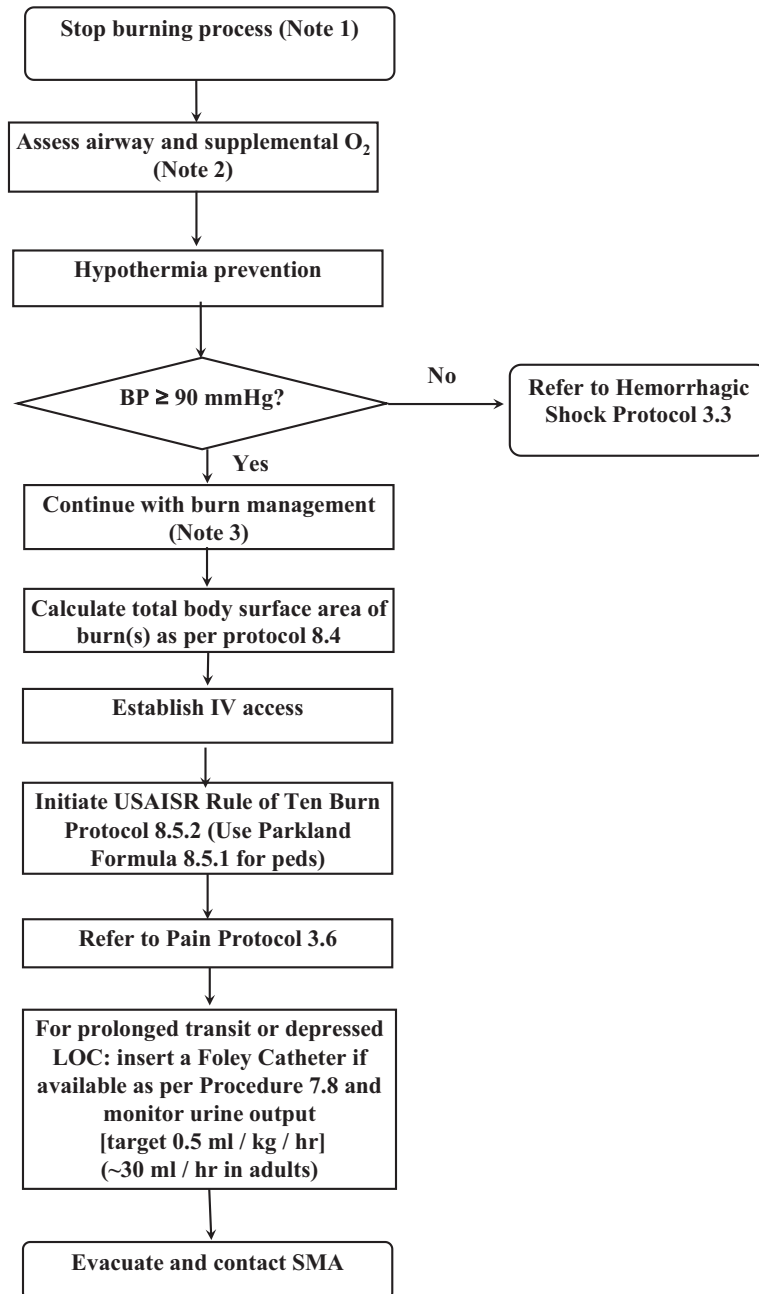 Stop burning process (Note 1)
Assess airway and supplemental O₂
(Note 2)
Hypothermia prevention
BP ≥ 90 mmHg?
No
Refer to Hemorrhagic
Shock Protocol 3.3
Yes
Continue with burn management
(Note 3)
Calculate total body surface area of
burn(s) as per protocol 8.4
Establish IV access
Initiate USAISR Rule of Ten Burn
Protocol 8.5.2 (Use Parkland
Formula 8.5.1 for peds)
Refer to Pain Protocol 3.6
For prolonged transit or depressed
LOC: insert a Foley Catheter if
available as per Procedure 7.8 and
monitor urine output
[target 0.5 ml / kg / hr]
(~30 ml / hr in adults)
Evacuate and contact SMA